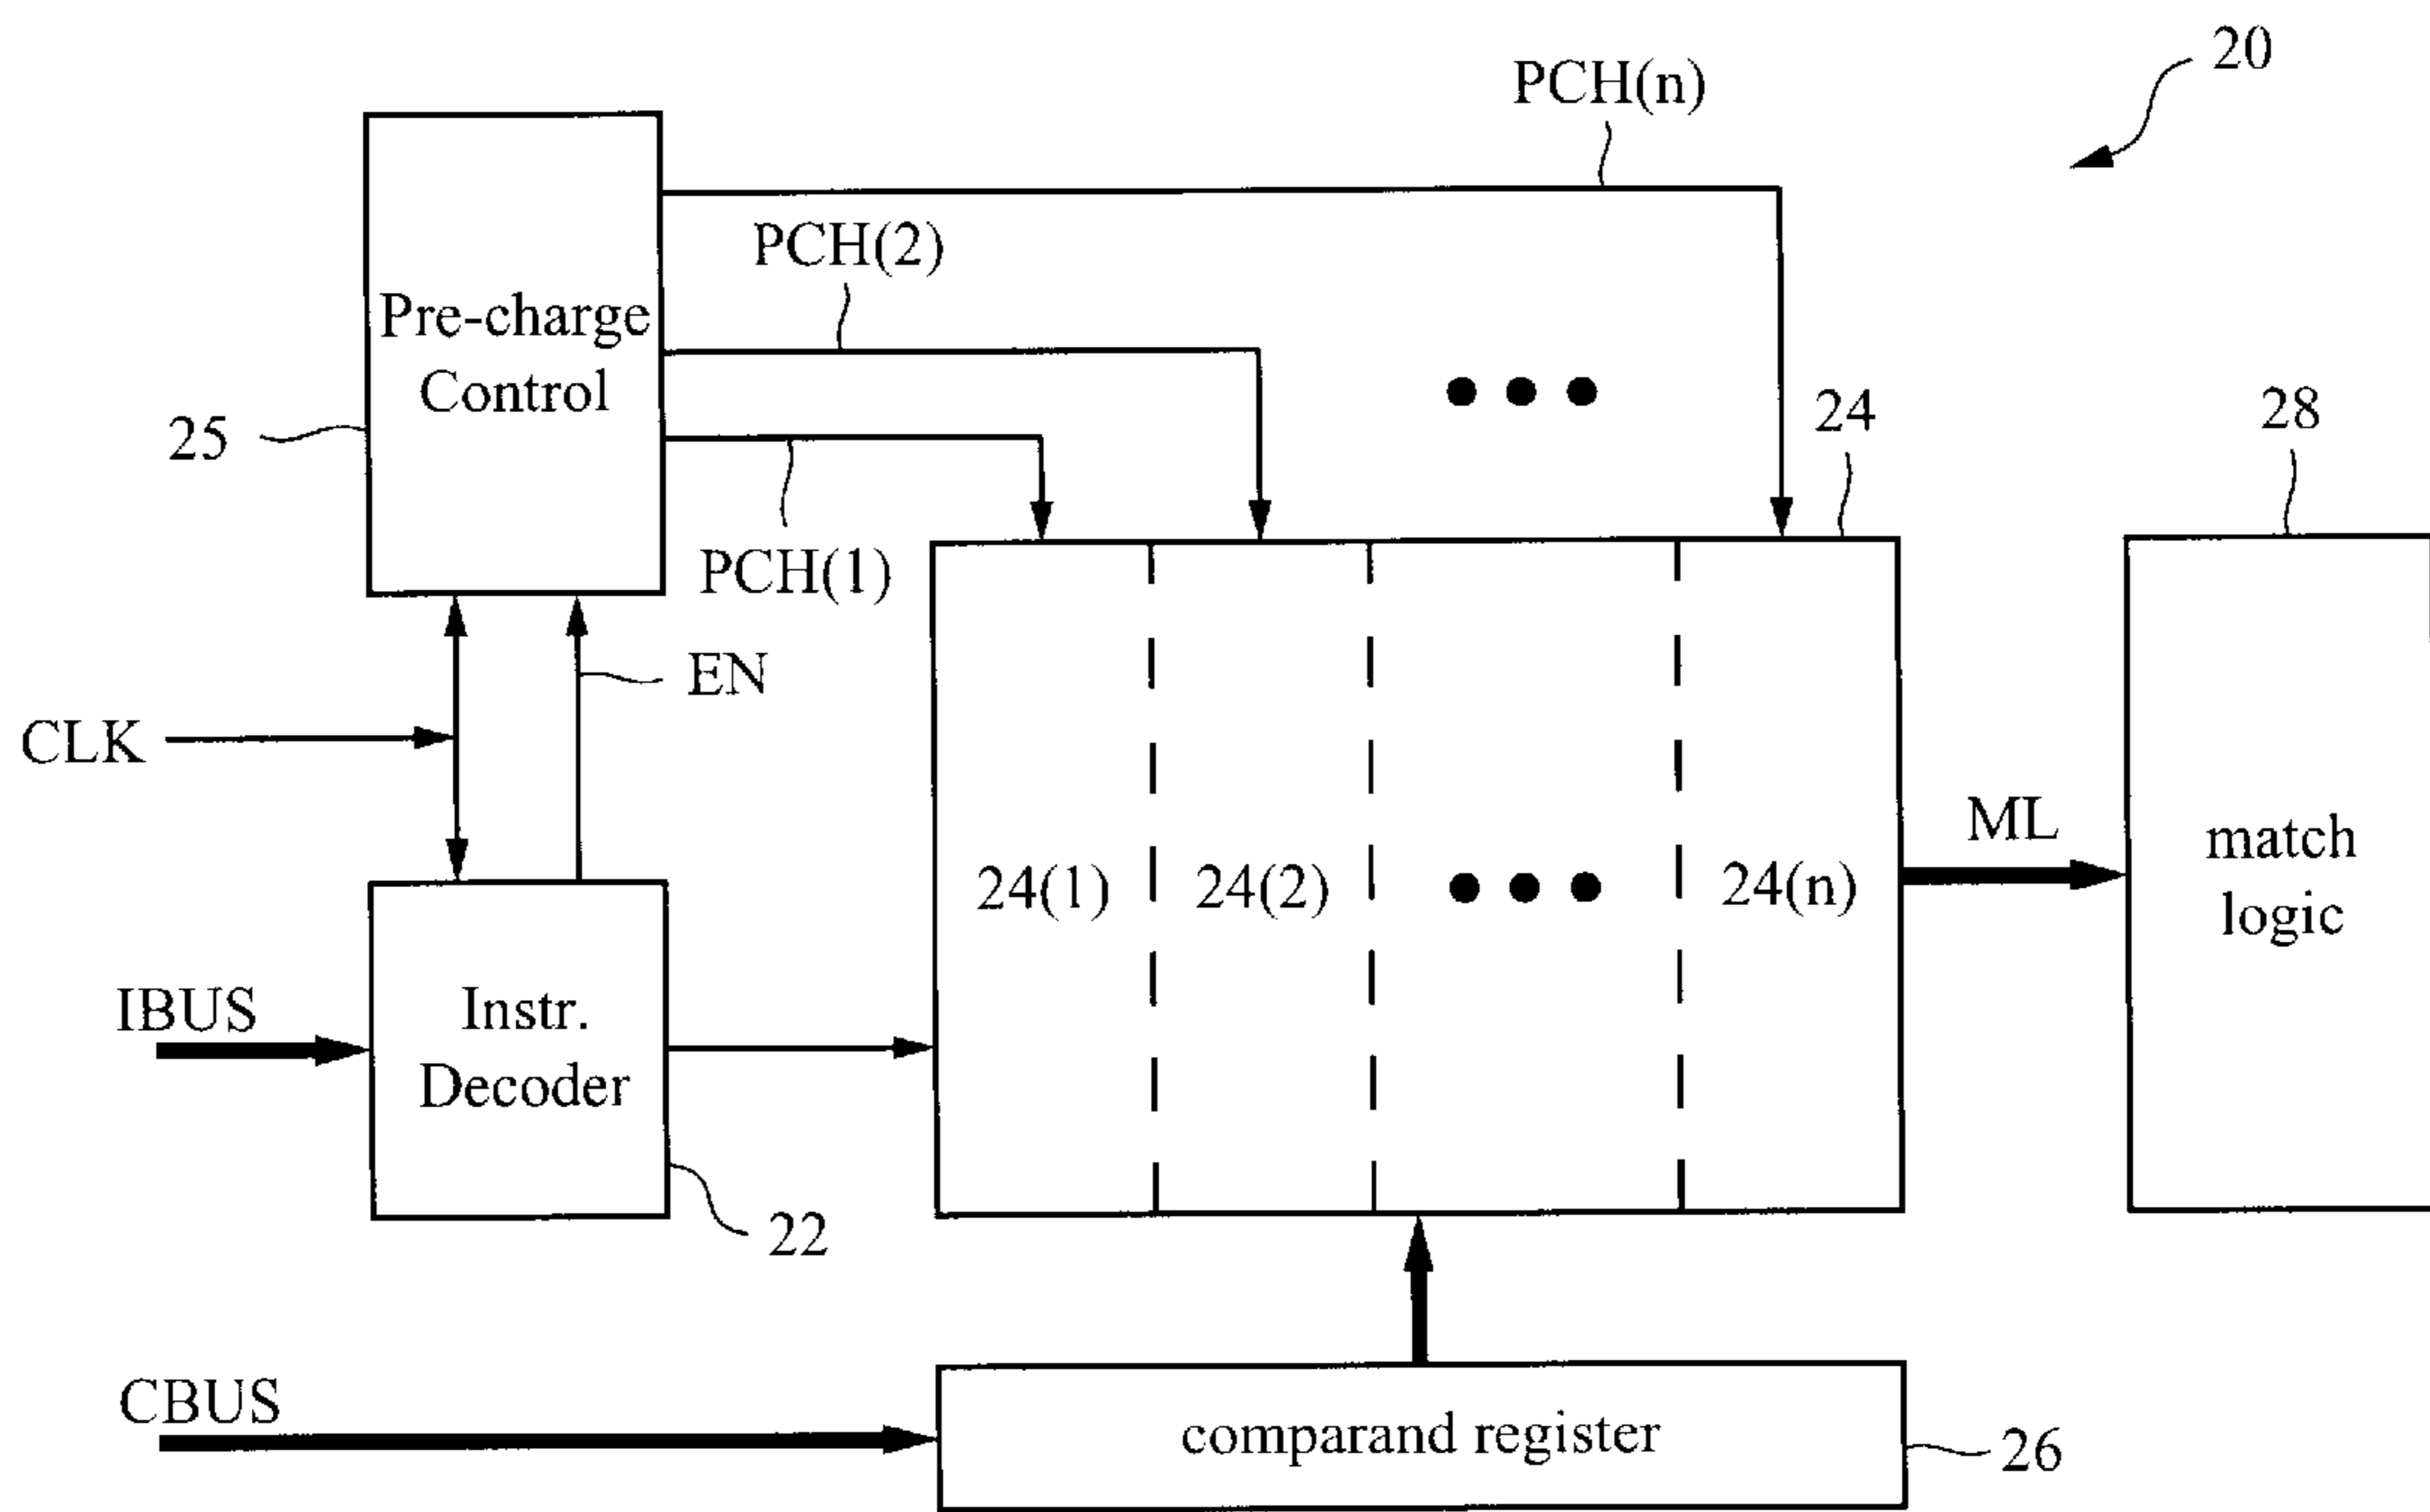 20
PCH(n)
PCH(2)
Pre-charge
Control
25
24
28
PCH(1)
EN
CLK
ML
match
logic
24(1)
24(2)
24(n)
IBUS
Instr.
Decoder
22
CBUS
comparand register
26